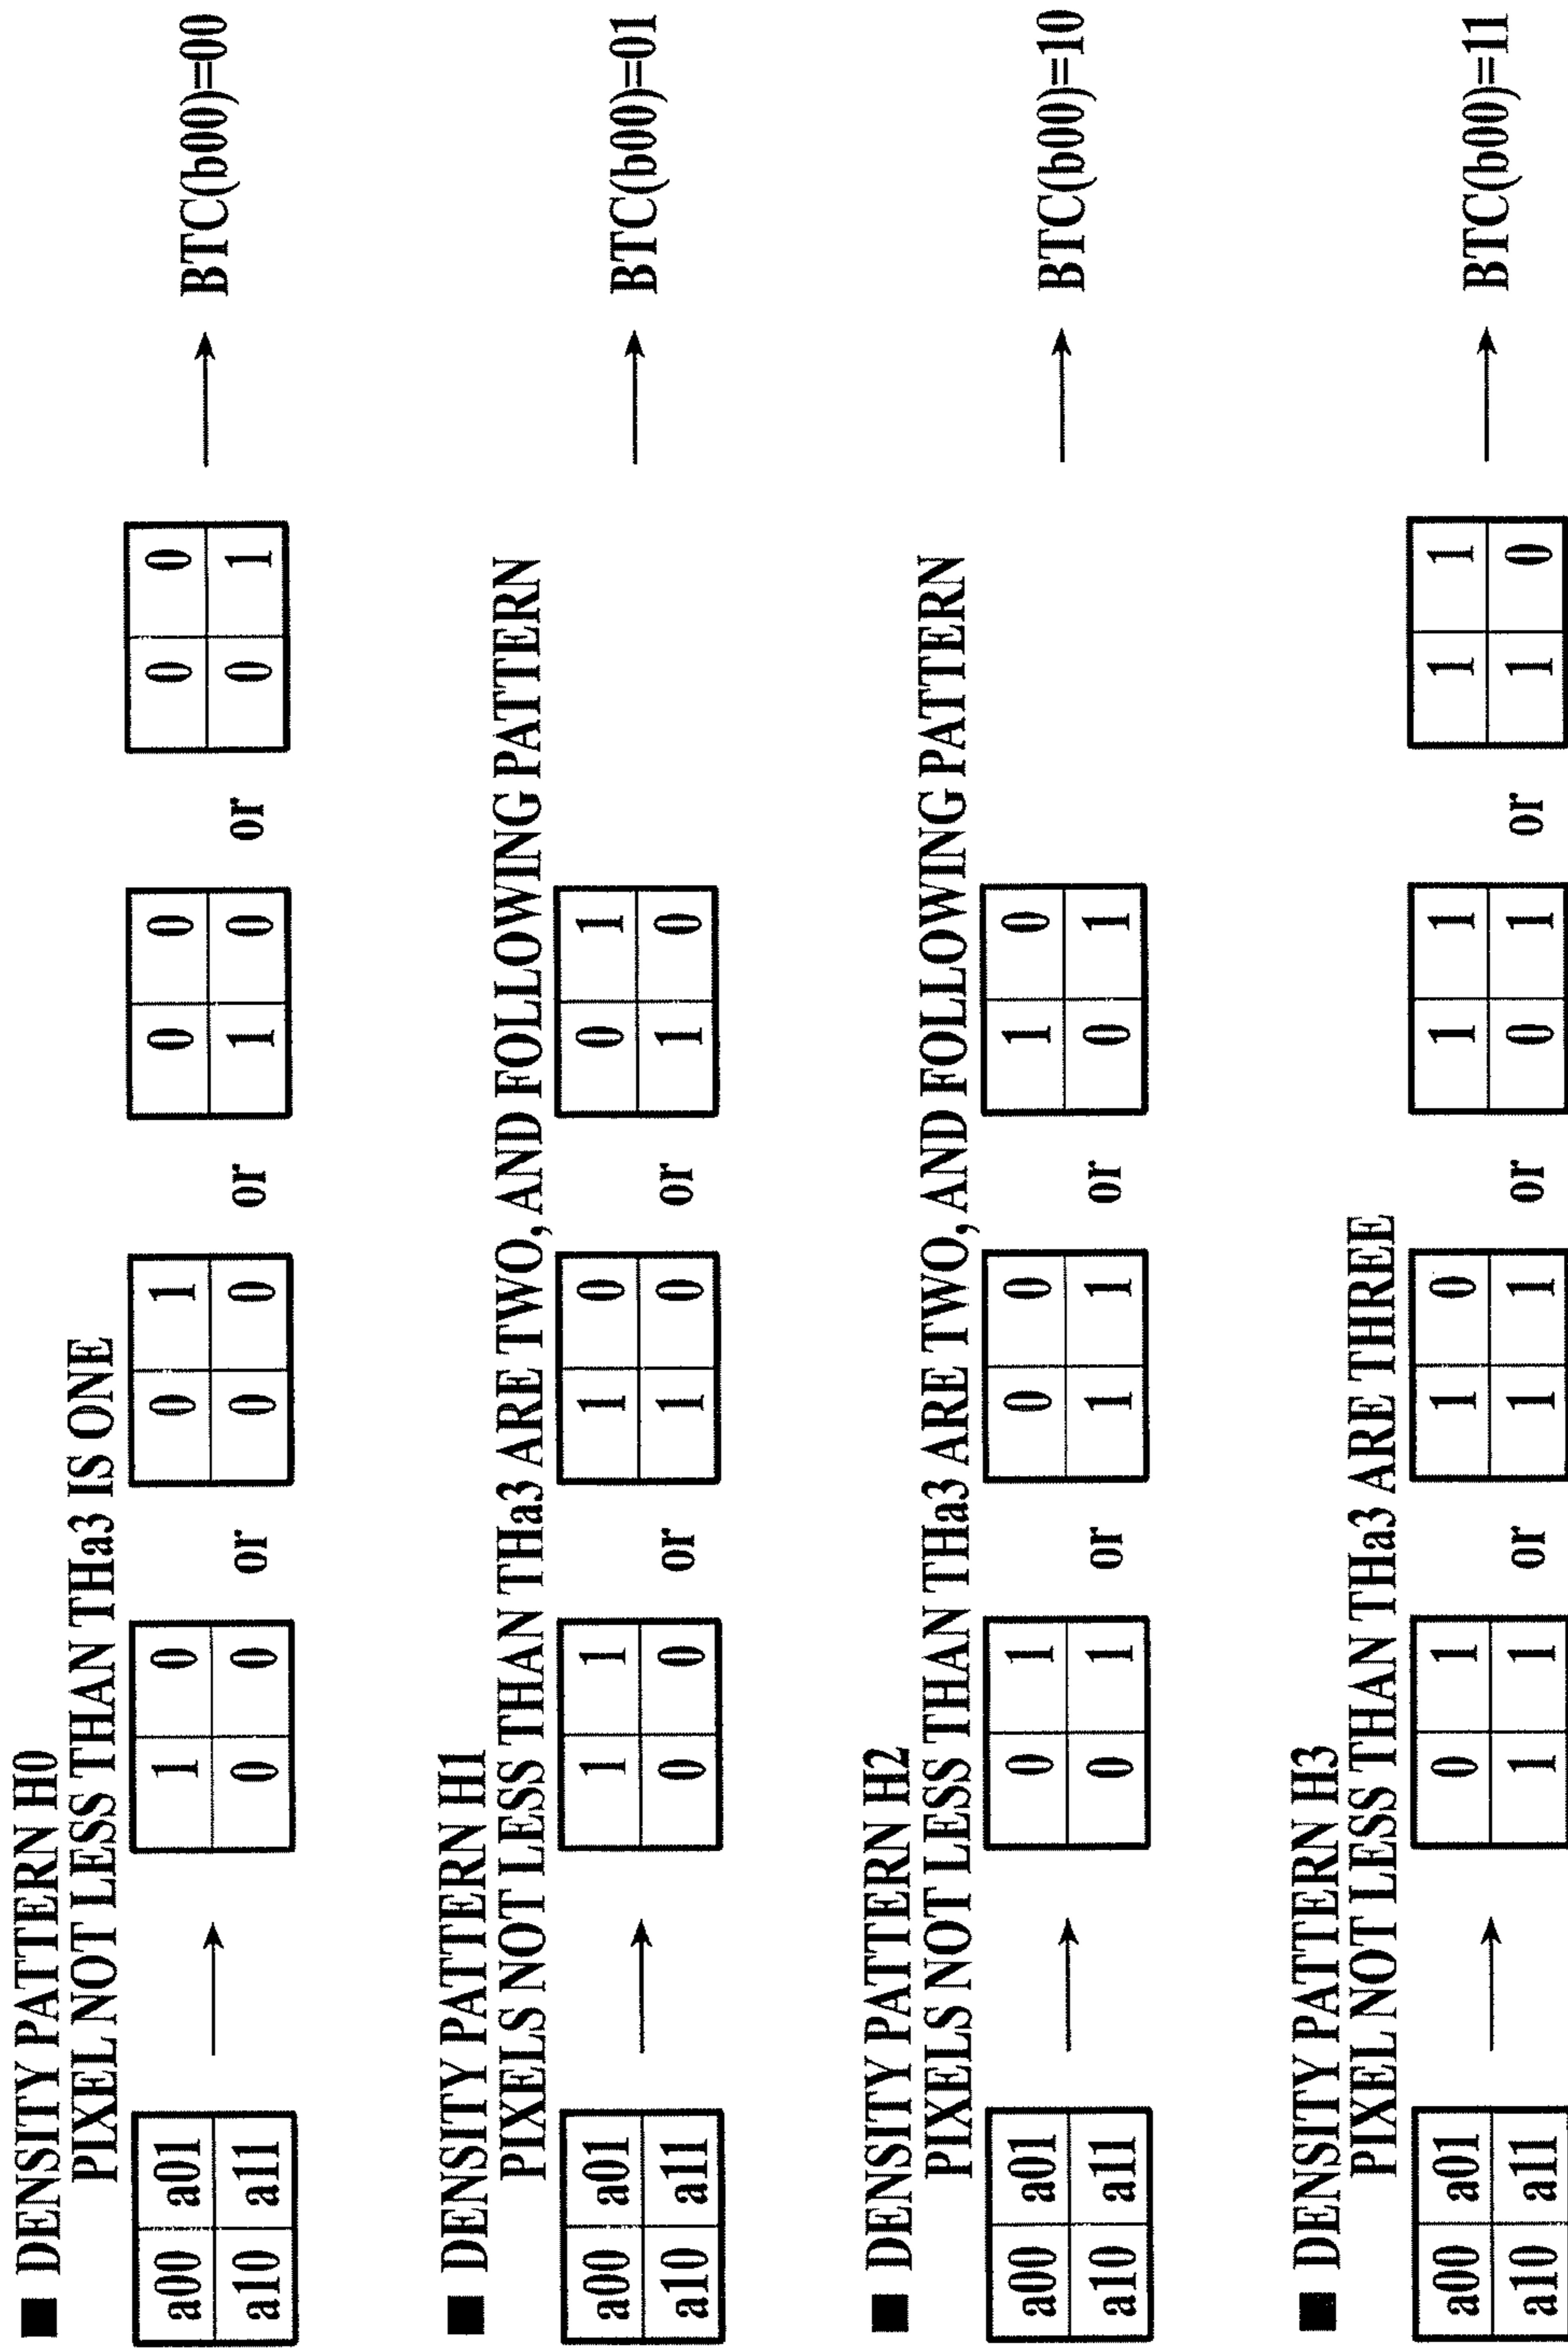 ■ DENSITY PATTERN H0
PIXEL NOT LESS THAN THa3 IS ONE
a00 a01 1 0 0 1 0 0 0 0
a10 a11 0 0 or 0 0 or 1 0 or 0 1 BTC(b00)=00
■ DENSITY PATTERN H1
PIXELS NOT LESS THAN THa3 ARE TWO, AND FOLLOWING PATTERN
a00 a01 1 1 1 0 0 1
a10 a11 0 0 or 1 0 or 1 0 BTC(b00)=01
■ DENSITY PATTERN H2
PIXELS NOT LESS THAN THa3 ARE TWO, AND FOLLOWING PATTERN
a00 a01 0 1 0 0 1 0
a10 a11 0 1 or 1 1 or 0 1 BTC(b00)=10
■ DENSITY PATTERN H3
PIXEL NOT LESS THAN THa3 ARE THREE
a00 a01 0 1 1 0 1 1 1 1
a10 a11 1 1 or 1 1 or 0 1 or 1 0 BTC(b00)=11